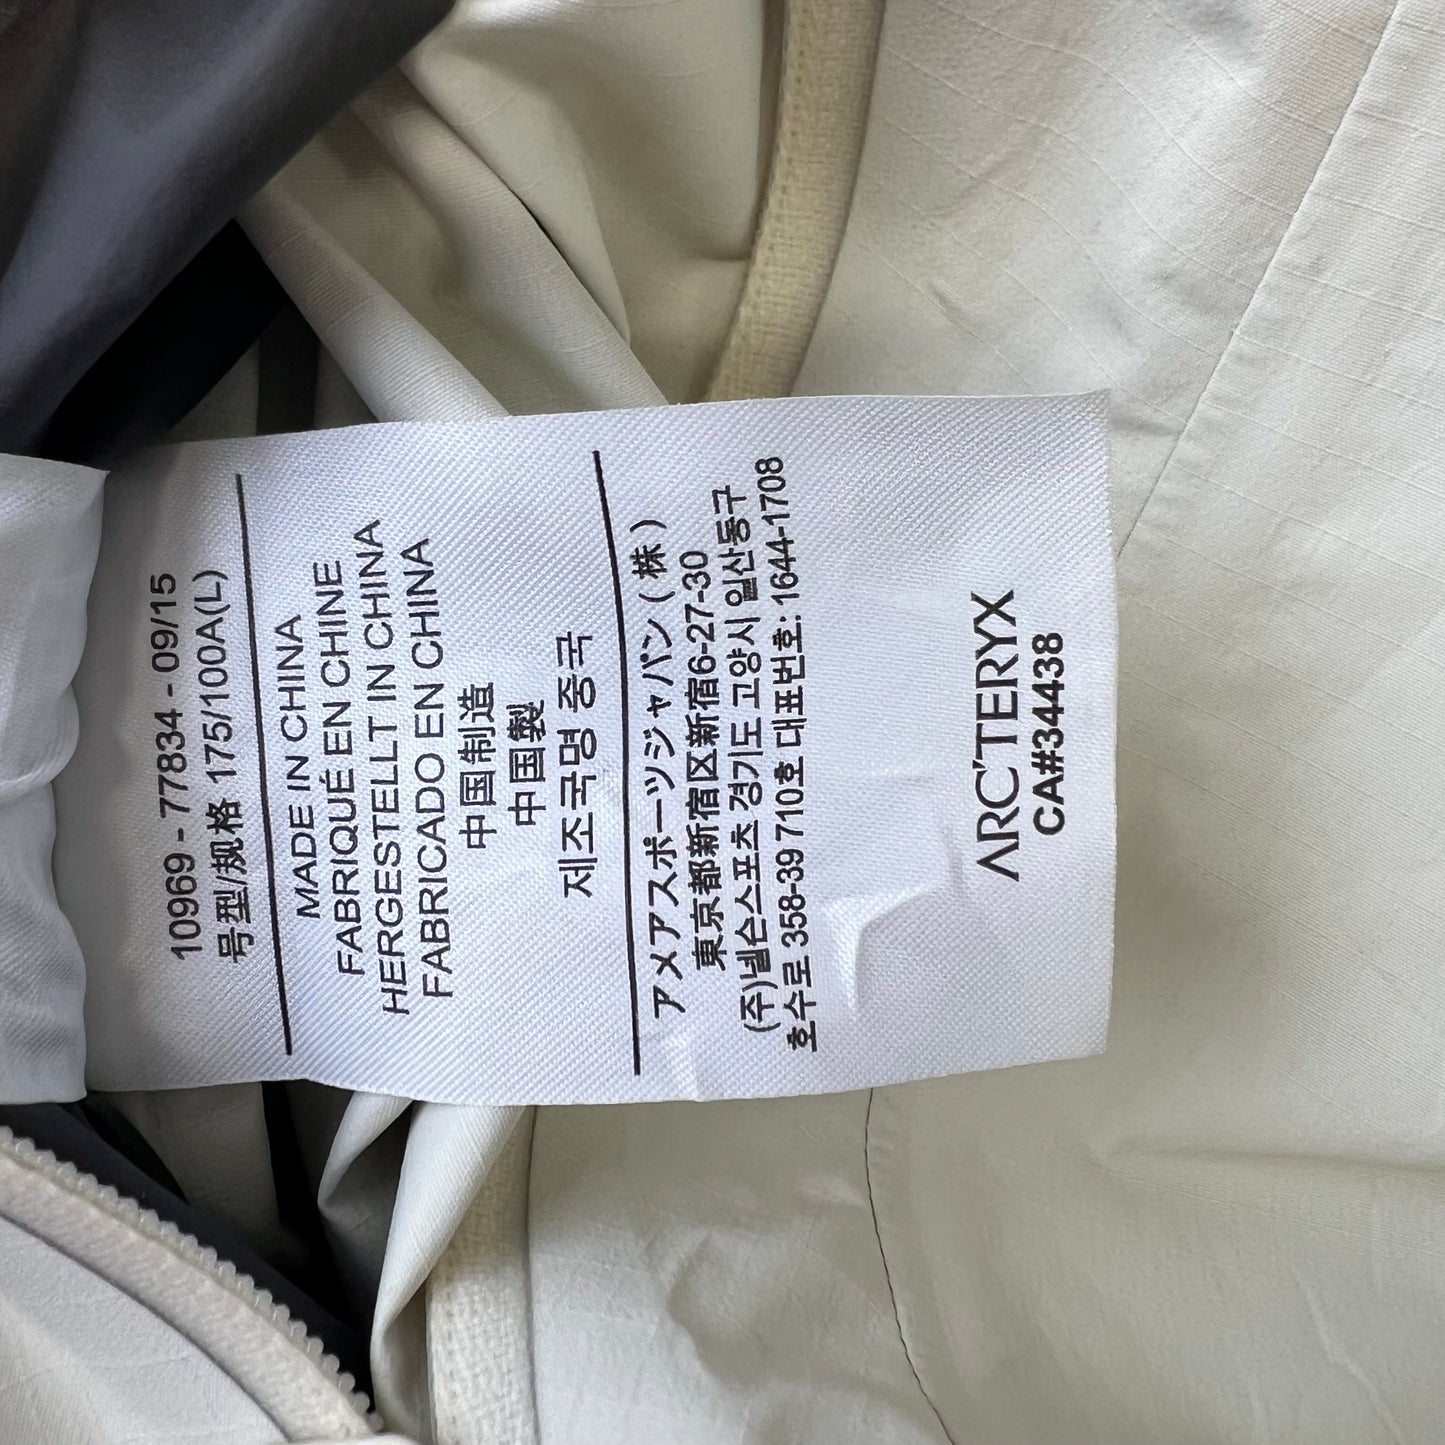 10969 - 77834 - 09/15
号型/规格 175/100A(L)
MADE IN CHINA
FABRIQUÉ EN CHINE
HERGESTELLT IN CHINA
FABRICADO EN CHINA
中国制造
中国製
제조국명 중국
アメアスポーツジャパン ( 株 )
東京都新宿区新宿6-27-30
(주)넬슨스포츠 경기도 고양시 일산동구
호수로 358-39 710호 대표번호: 1644-1708
ARC'TERYX
CA#34438